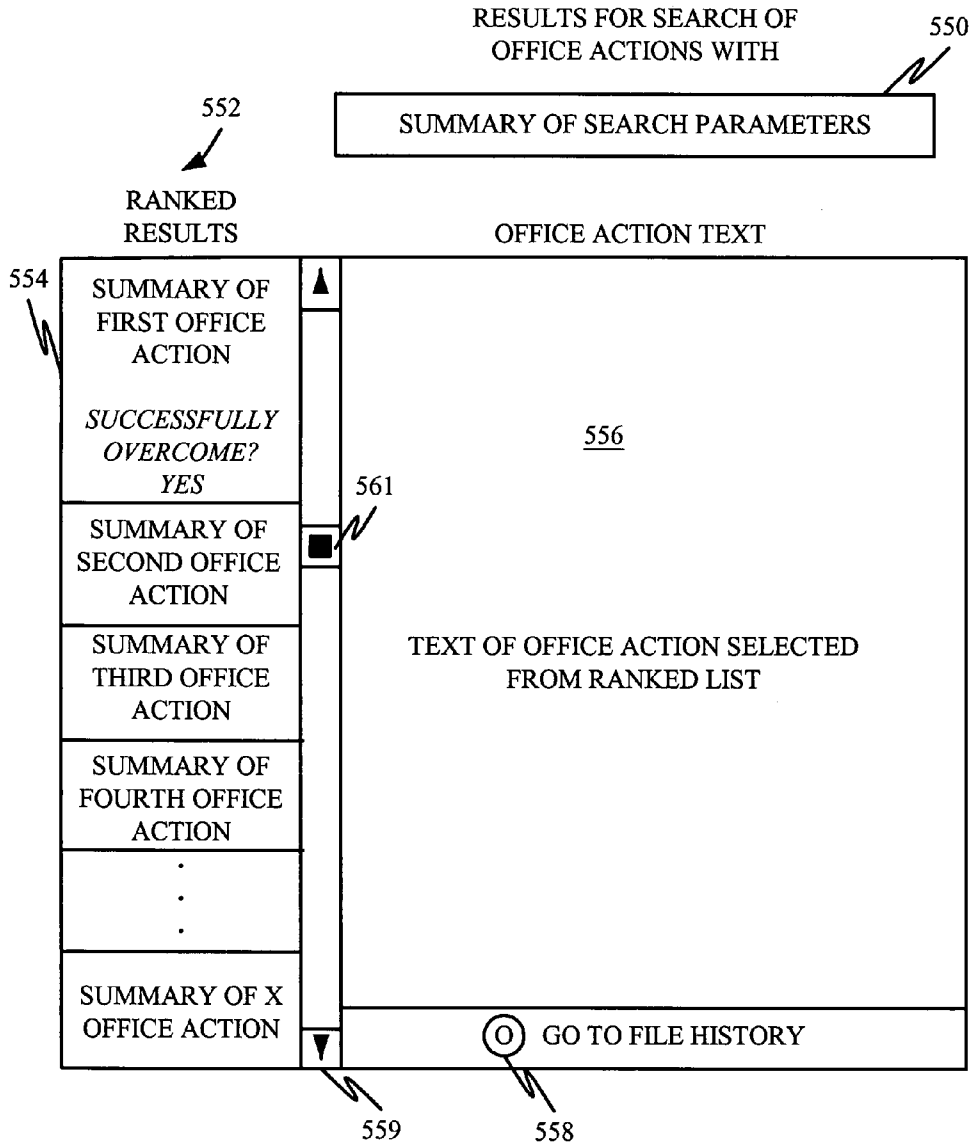 RESULTS FOR SEARCH OF
OFFICE ACTIONS WITH
550
SUMMARY OF SEARCH PARAMETERS
552
RANKED
RESULTS
OFFICE ACTION TEXT
554
SUMMARY OF
FIRST OFFICE
ACTION
SUCCESSFULLY
OVERCOME?
YES
556
561
SUMMARY OF
SECOND OFFICE
ACTION
SUMMARY OF
THIRD OFFICE
ACTION
TEXT OF OFFICE ACTION SELECTED
FROM RANKED LIST
SUMMARY OF
FOURTH OFFICE
ACTION
.
.
.
SUMMARY OF X
OFFICE ACTION
O GO TO FILE HISTORY
559
558